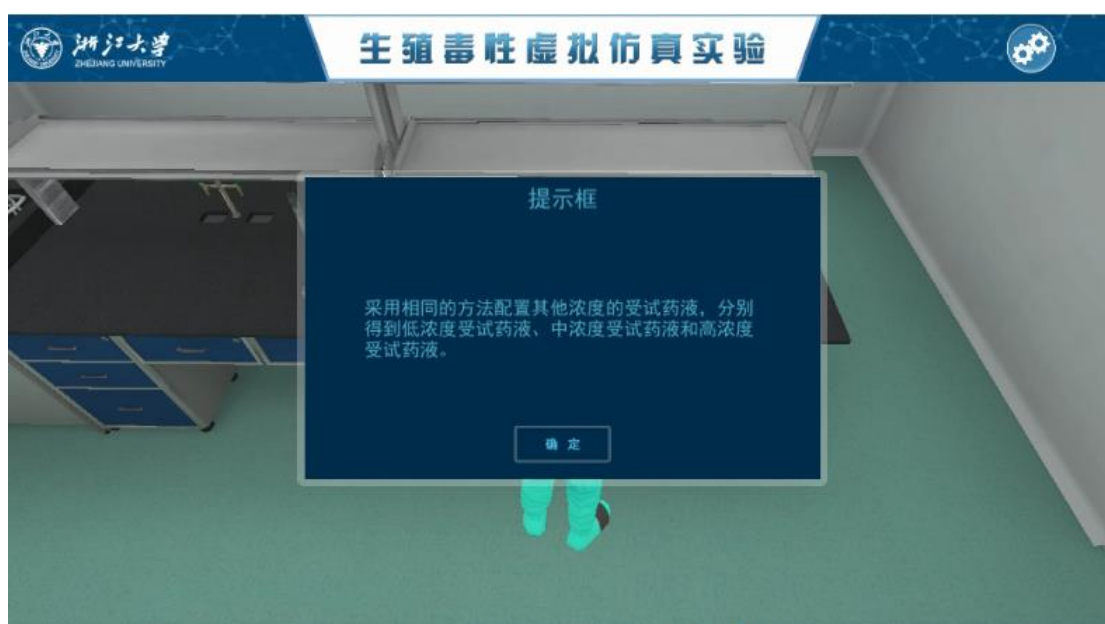 浙江大学
ZHEJIANG UNIVERSITY
生殖毒性虚拟仿真实验
提示框
采用相同的方法配置其他浓度的受试药液，分别
得到低浓度受试药液、中浓度受试药液和高浓度
受试药液。
确 定